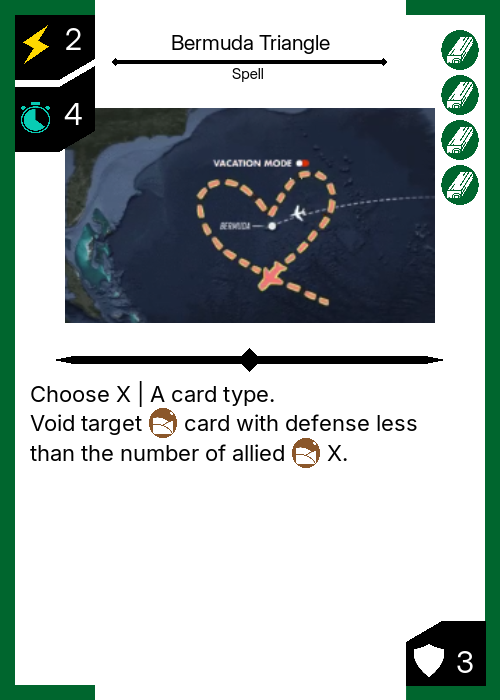 2
Bermuda Triangle
Spell
4
VACATION MODE
BERMUDA
Choose X | A card type.
Void target card with defense less
than the number of allied X.
3